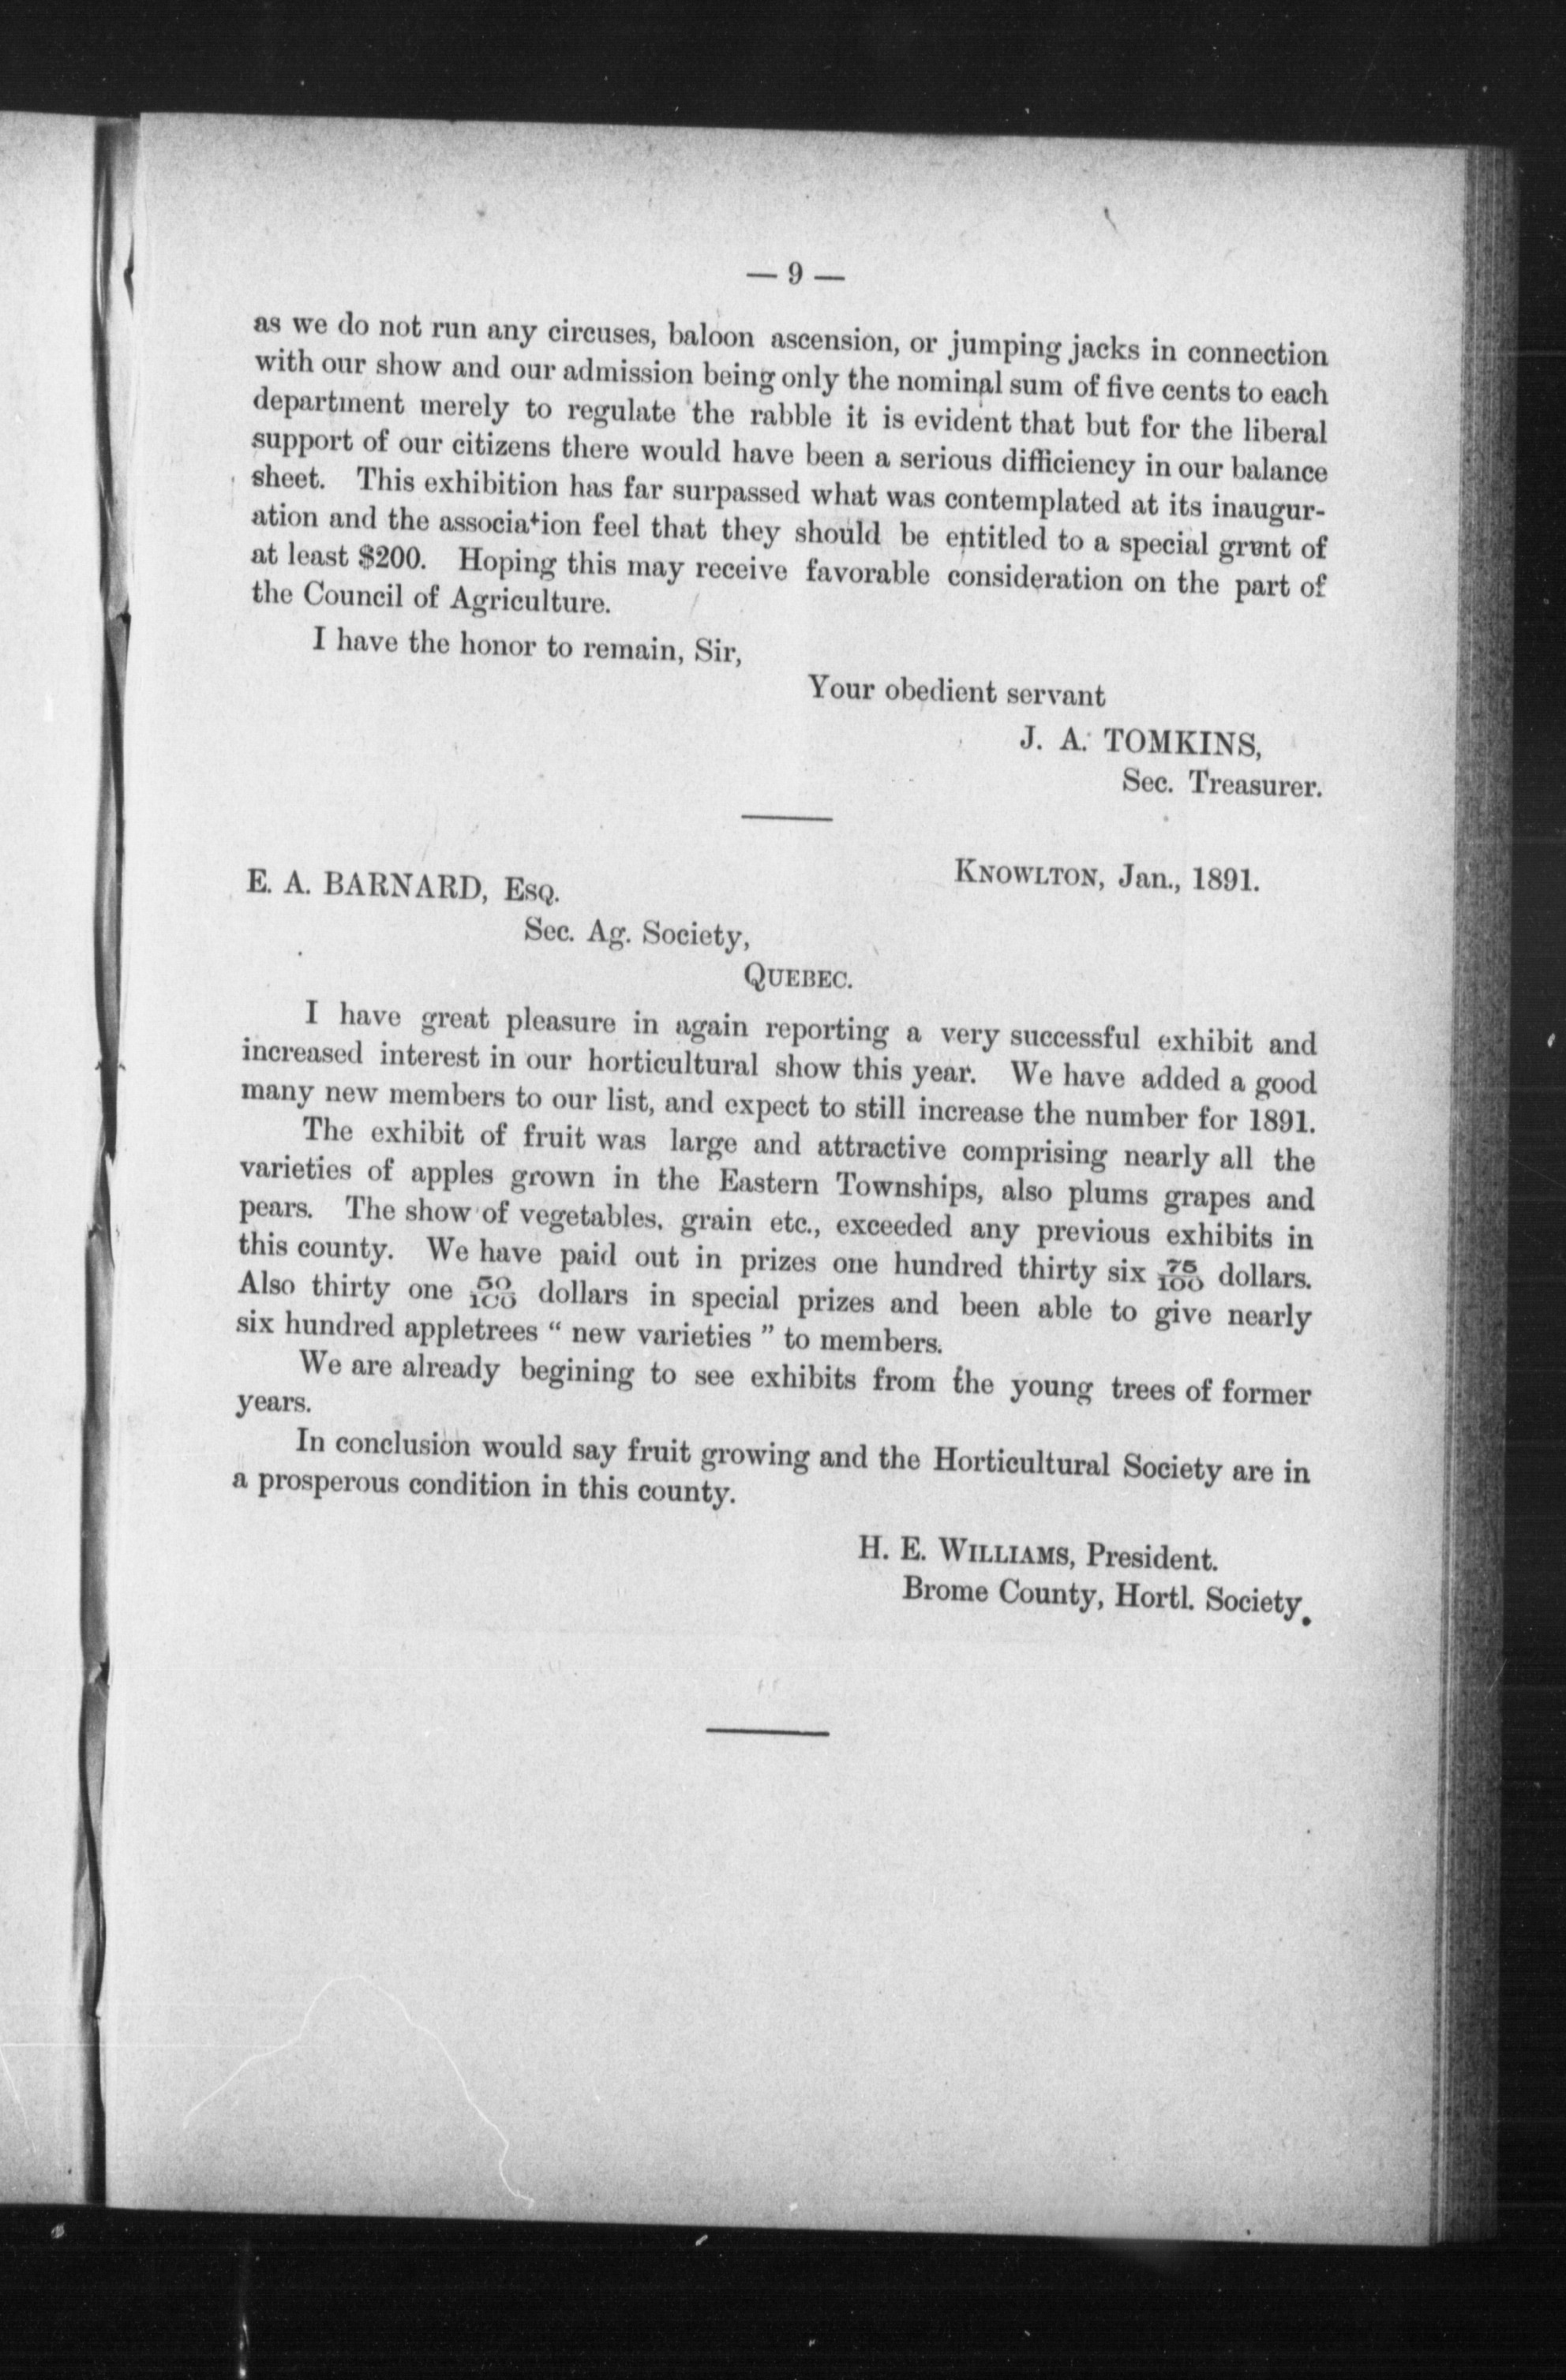 — 9 —
as we do not run any circuses, baloon ascension, or jumping jacks in connection
with our show and our admission being only the nominal sum of five cents to each
department merely to regulate the rabble it is evident that but for the liberal
support of our citizens there would have been a serious difficiency in our balance
sheet. This exhibition has far surpassed what was contemplated at its inaugur-
ation and the association feel that they should be entitled to a special grant of
at least $200. Hoping this may receive favorable consideration on the part of
the Council of Agriculture.
I have the honor to remain, Sir,
Your obedient servant
J. A. TOMKINS,
Sec. Treasurer.
KNOWLTON, Jan., 1891.
E. A. BARNARD, ESQ.
Sec. Ag. Society,
QUEBEC.
I have great pleasure in again reporting a very successful exhibit and
increased interest in our horticultural show this year. We have added a good
many new members to our list, and expect to still increase the number for 1891.
The exhibit of fruit was large and attractive comprising nearly all the
varieties of apples grown in the Eastern Townships, also plums grapes and
pears. The show of vegetables, grain etc., exceeded any previous exhibits in
this county. We have paid out in prizes one hundred thirty six 75/100 dollars.
Also thirty one 50/100 dollars in special prizes and been able to give nearly
six hundred appletrees “ new varieties ” to members.
We are already begining to see exhibits from the young trees of former
years.
In conclusion would say fruit growing and the Horticultural Society are in
a prosperous condition in this county.
H. E. WILLIAMS, President.
Brome County, Hortl. Society.